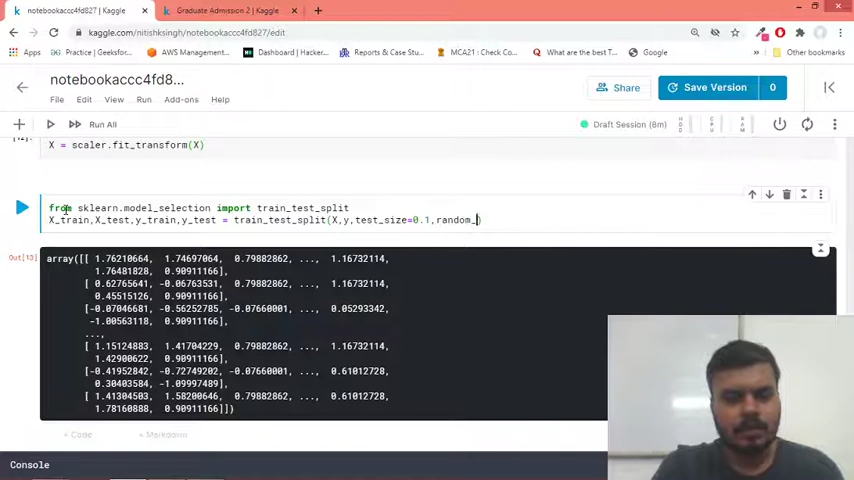 notebookaccc4fd827 | Kaggle
Graduate Admission 2 | Kaggle
kaggle.com/nitishksingh/notebookaccc4fd827/edit
Apps
Practice | Geeksfor...
AWS Management...
Dashboard | Hacker...
Reports & Case Stu...
MCA21 : Check Co...
What are the best T...
Google
Other bookmarks
notebookaccc4fd8...
File Edit View Run Add-ons Help
Share
Save Version
0
Run All
Draft Session (8m)
HDD
CPU
RAM
X = scaler.fit_transform(X)
from sklearn.model_selection import train_test_split
X_train,X_test,y_train,y_test = train_test_split(X,y,test_size=0.1,random_)
Out[13]
array([[ 1.76210664, 1.74697064, 0.79882862, ..., 1.16732114,
1.76481828, 0.90911166],
[ 0.62765641, -0.06763531, 0.79882862, ..., 1.16732114,
0.45515126, 0.90911166],
[-0.07046681, -0.56252785, -0.07660001, ..., 0.05293342,
-1.00563118, 0.90911166],
...,
[ 1.15124883, 1.41704229, 0.79882862, ..., 1.16732114,
1.42900622, 0.90911166],
[-0.41952842, -0.72749202, -0.07660001, ..., 0.61012728,
0.30403584, -1.09997489],
[ 1.41304503, 1.58200646, 0.79882862, ..., 0.61012728,
1.78160888, 0.90911166]])
+ Code
+ Markdown
Console